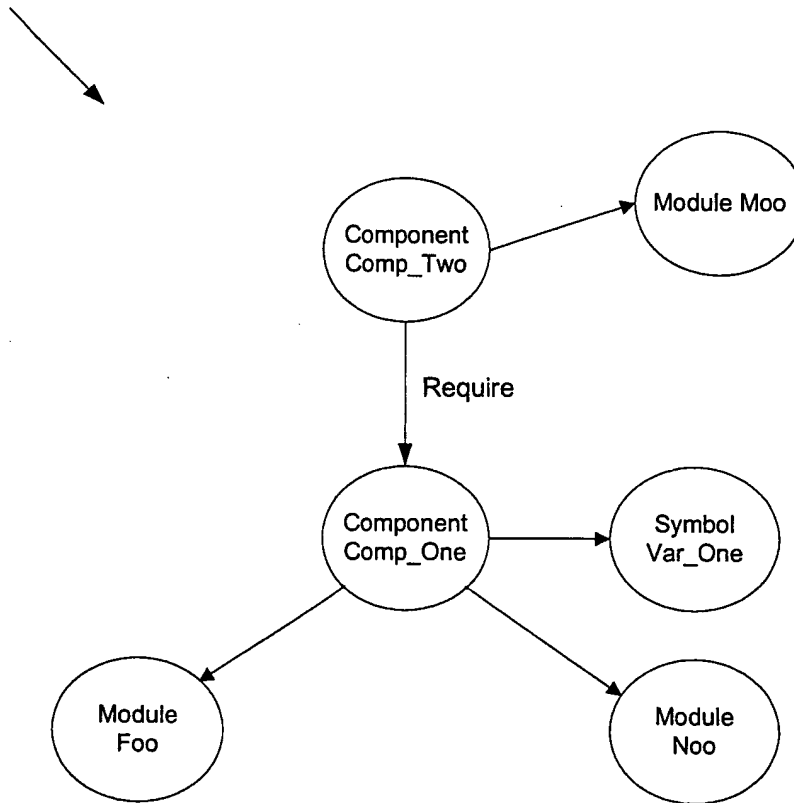 Module Moo
Component
Comp_Two
Require
Component
Comp_One
Symbol
Var_One
Module
Foo
Module
Noo